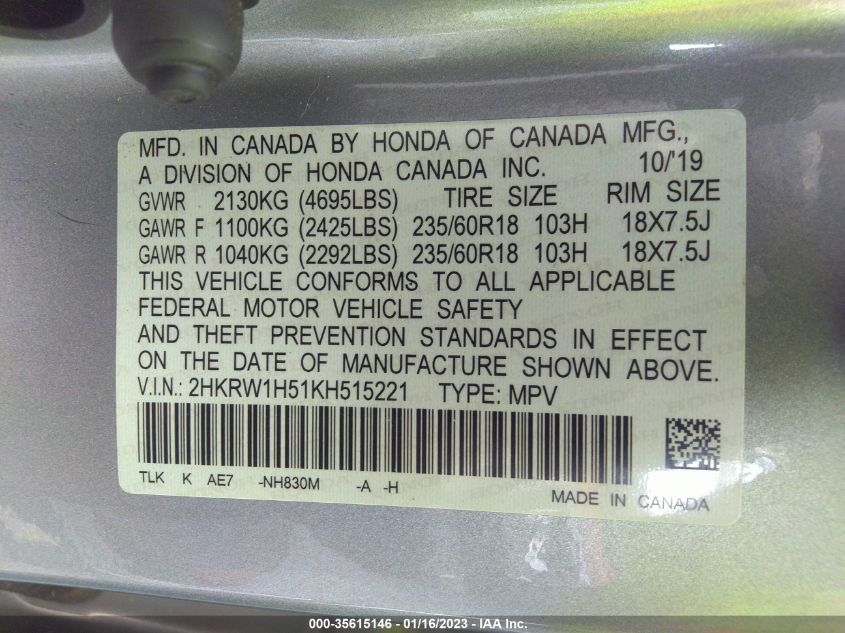 MFD. IN CANADA BY HONDA OF CANADA MFG.,
A DIVISION OF HONDA CANADA INC. 10/'19
GVWR 2130KG (4695LBS) TIRE SIZE RIM SIZE
GAWR F 1100KG (2425LBS) 235/60R18 103H 18X7.5J
GAWR R 1040KG (2292LBS) 235/60R18 103H 18X7.5J
THIS VEHICLE CONFORMS TO ALL APPLICABLE
FEDERAL MOTOR VEHICLE SAFETY
AND THEFT PREVENTION STANDARDS IN EFFECT
ON THE DATE OF MANUFACTURE SHOWN ABOVE.
V.I.N.: 2HKRW1H51KH515221 TYPE: MPV
TLK K AE7 -NH830M -A -H
MADE IN CANADA
000-35615146 - 01/16/2023 - IAA Inc.